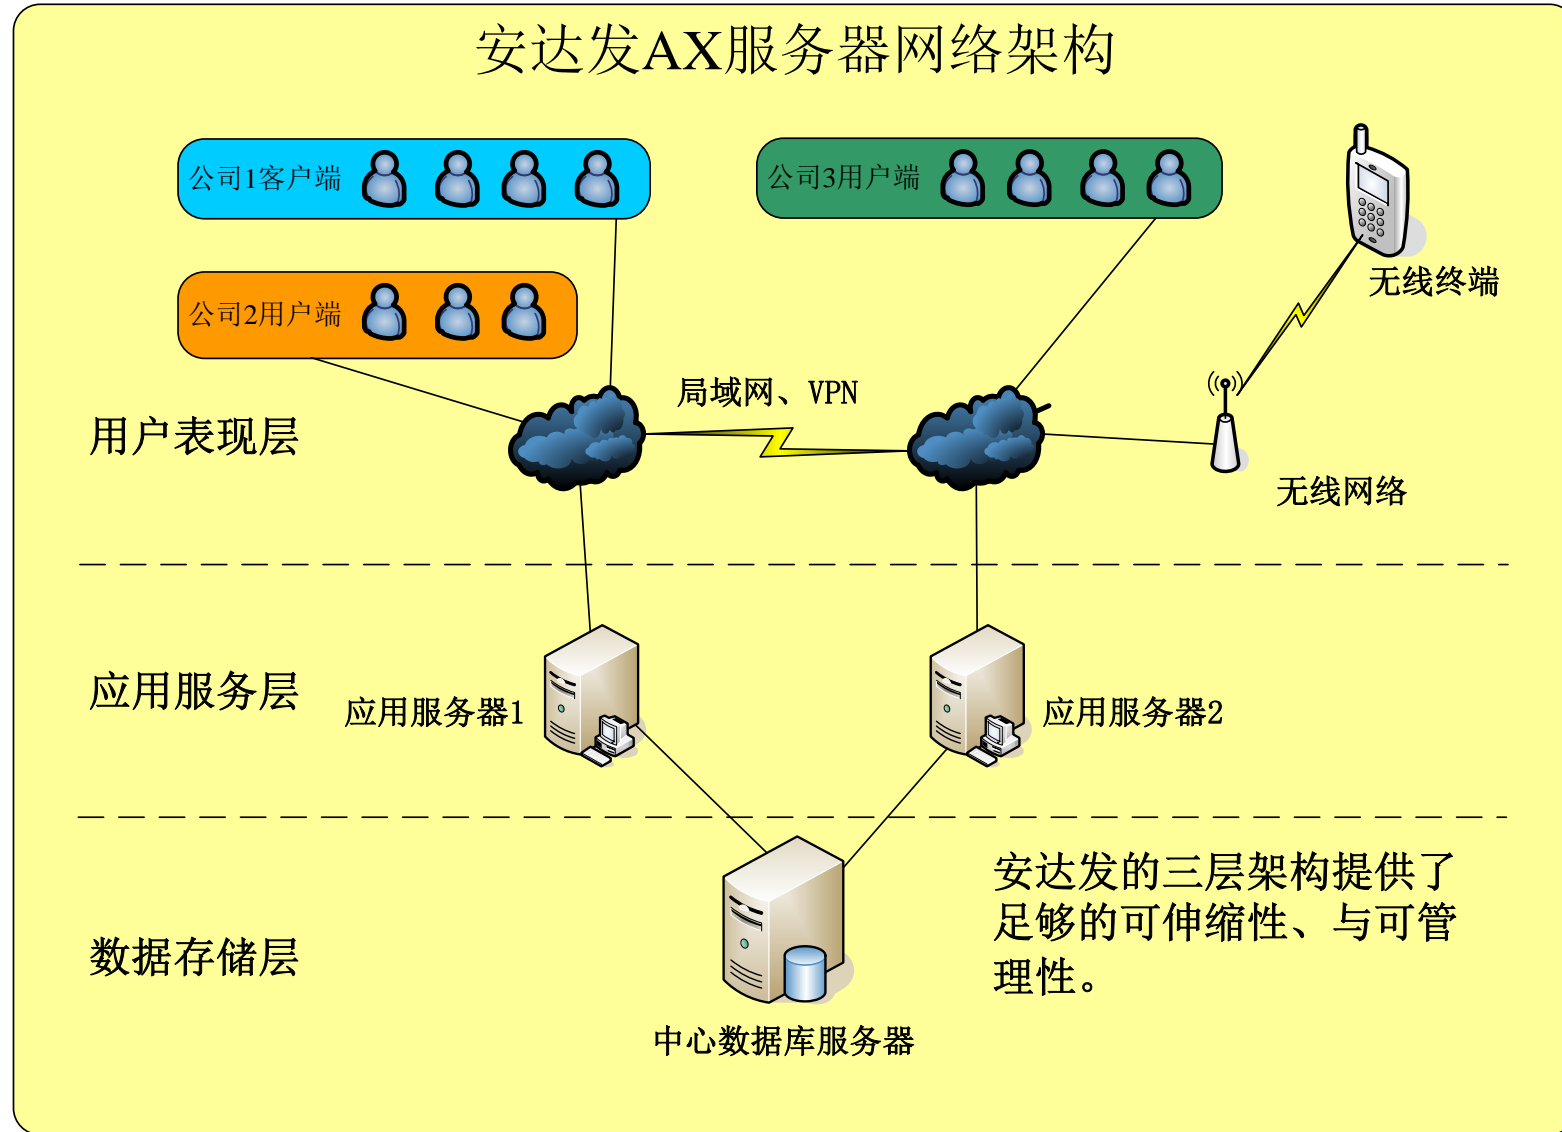 安达发AX服务器网络架构
公司1客户端
公司3用户端
无线终端
公司2用户端
局域网、VPN
用户表现层
无线网络
应用服务层
应用服务器1
应用服务器2
安达发的三层架构提供了
足够的可伸缩性、与可管
理性。
数据存储层
中心数据库服务器